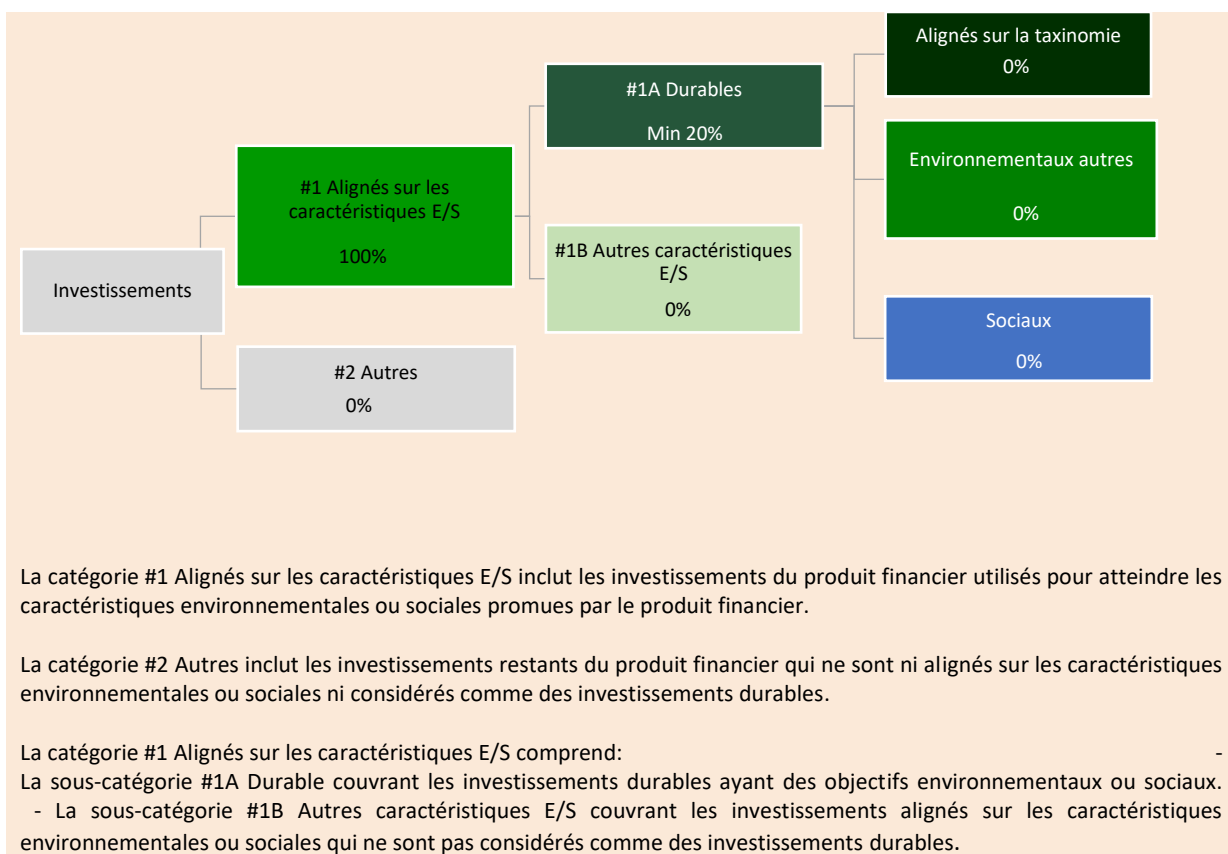 Investissements
#1 Alignés sur les
caractéristiques E/S
100%
#2 Autres
0%
#1A Durables
Min 20%
#1B Autres caractéristiques
E/S
0%
Alignés sur la taxinomie
0%
Environnementaux autres
0%
Sociaux
0%
La catégorie #1 Alignés sur les caractéristiques E/S inclut les investissements du produit financier utilisés pour atteindre les
caractéristiques environnementales ou sociales promues par le produit financier.
La catégorie #2 Autres inclut les investissements restants du produit financier qui ne sont ni alignés sur les caractéristiques
environnementales ou sociales ni considérés comme des investissements durables.
La catégorie #1 Alignés sur les caractéristiques E/S comprend: -
La sous-catégorie #1A Durable couvrant les investissements durables ayant des objectifs environnementaux ou sociaux.
- La sous-catégorie #1B Autres caractéristiques E/S couvrant les investissements alignés sur les caractéristiques
environnementales ou sociales qui ne sont pas considérés comme des investissements durables.